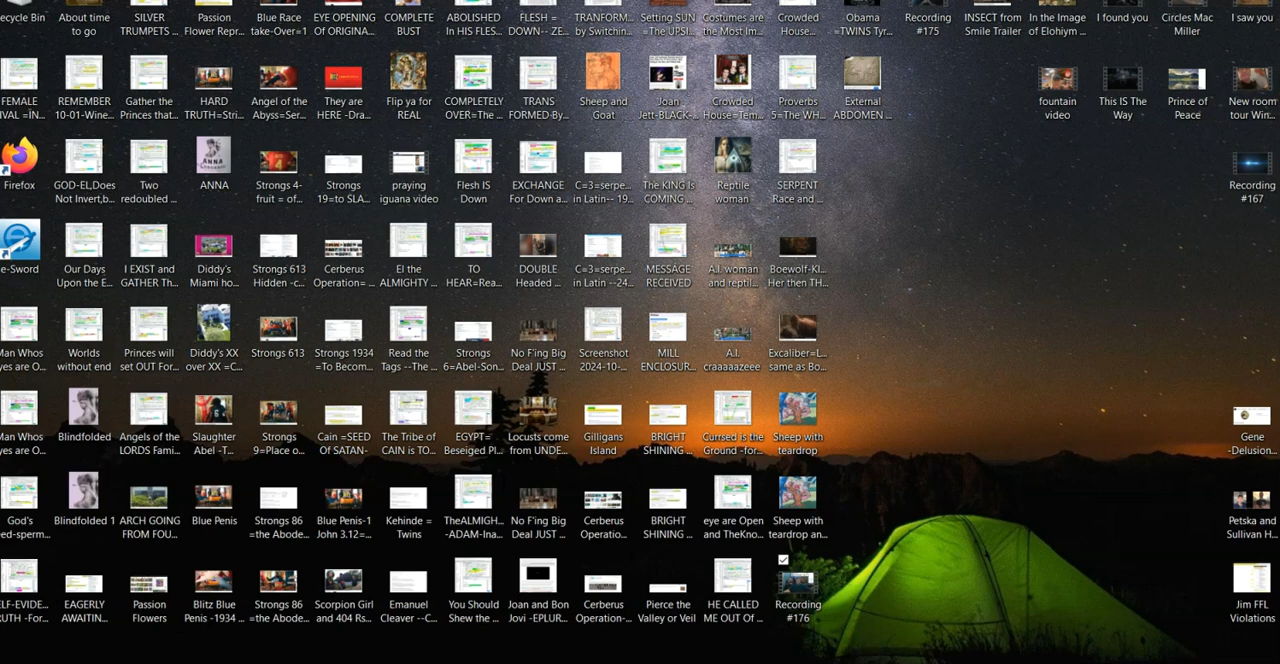 ecycle Bin
About time
to go
SILVER
TRUMPETS ...
Passion
Flower Repr...
Blue Race
take-Over=1
EYE OPENING
Of ORIGINA...
COMPLETE
BUST
ABOLISHED
In HIS FLES...
FLESH =
DOWN-- ZE...
TRANFORM...
by Switchin...
Setting SUN
=The UPSI...
Costumes are
the Most Im...
Crowded
House...
Obama
=TWINS Tyr...
Recording
#175
INSECT from
Smile Trailer
In the Image
of Elohiym ...
I found you
Circles Mac
Miller
I saw you
FEMALE
IVAL =IN...
REMEMBER
10-01-Wine...
Gather the
Princes that...
HARD
TRUTH=Stri...
Angel of the
Abyss=Ser...
They are
HERE -Dra...
Flip ya for
REAL
COMPLETELY
OVER=The ...
TRANS
FORMED-By...
Sheep and
Goat
Joan
Jett-BLACK-...
Crowded
House=Tem...
Proverbs
5=The WH...
External
ABDOMEN ...
fountain
video
This IS The
Way
Prince of
Peace
New room
tour Win...
Firefox
GOD-EL,Does
Not Invert,b...
Two
redoubled ...
ANNA
Strongs 4-
fruit = of...
Strongs
19=to SLA...
praying
iguana video
Flesh IS
Down
EXCHANGE
For Down a...
C=3=serpe...
in Latin-- 19...
The KING Is
COMING ...
Reptile
woman
SERPENT
Race and ...
Recording
#167
e-Sword
Our Days
Upon the E...
I EXIST and
GATHER Th...
Diddy's
Miami ho...
Strongs 613
Hidden -c...
Cerberus
Operation= ...
EI the
ALMIGHTY ...
TO
HEAR=Rea...
DOUBLE
Headed ...
C=3=serpe...
in Latin --24...
MESSAGE
RECEIVED
A.I. woman
and reptil...
Boewolf-KI...
Her then TH...
Man Whos
yes are O...
Worlds
without end
Princes will
set OUT For...
Diddy's XX
over XX =C...
Strongs 613
Strongs 1934
=To Becom...
Read the
Tags --The ...
Strongs
6=Abel-Son...
No F'ing Big
Deal JUST ...
Screenshot
2024-10-...
MILL
ENCLOSUR...
A.I.
craaaaazeee
Excaliber=L...
same as Bo...
Man Whos
yes are O...
Blindfolded
Angels of the
LORDS Fami...
Slaughter
Abel -T...
Strongs
9=Place o...
Cain =SEED
Of SATAN-
The Tribe of
CAIN is TO...
EGYPT=
Beseiged Pl...
Locusts come
from UNDE...
Gilligans
Island
BRIGHT
SHINING ...
Currsed is the
Ground -for...
Sheep with
teardrop
Gene
-Delusion...
God's
eed-sperm...
Blindfolded 1
ARCH GOING
FROM FOU...
Blue Penis
Strongs 86
=the Abode...
Blue Penis-1
John 3.12=...
Kehinde =
Twins
TheALMIGH...
-ADAM-Ina...
No F'ing Big
Deal JUST ...
Cerberus
Operatio...
BRIGHT
SHINING ...
eye are Open
and TheKno...
Sheep with
teardrop an...
Petska and
Sullivan H...
ELF-EVIDE...
RUTH -For...
EAGERLY
AWAITIN...
Passion
Flowers
Blitz Blue
Penis -1934 ...
Strongs 86
=the Abode...
Scorpion Girl
and 404 Rs...
Emanuel
Cleaver --C...
You Should
Shew the ...
Joan and Bon
Jovi -EPLUR...
Cerberus
Operation-...
Pierce the
Valley or Veil
HE CALLED
ME OUT Of ...
Recording
#176
Jim FFL
Violations